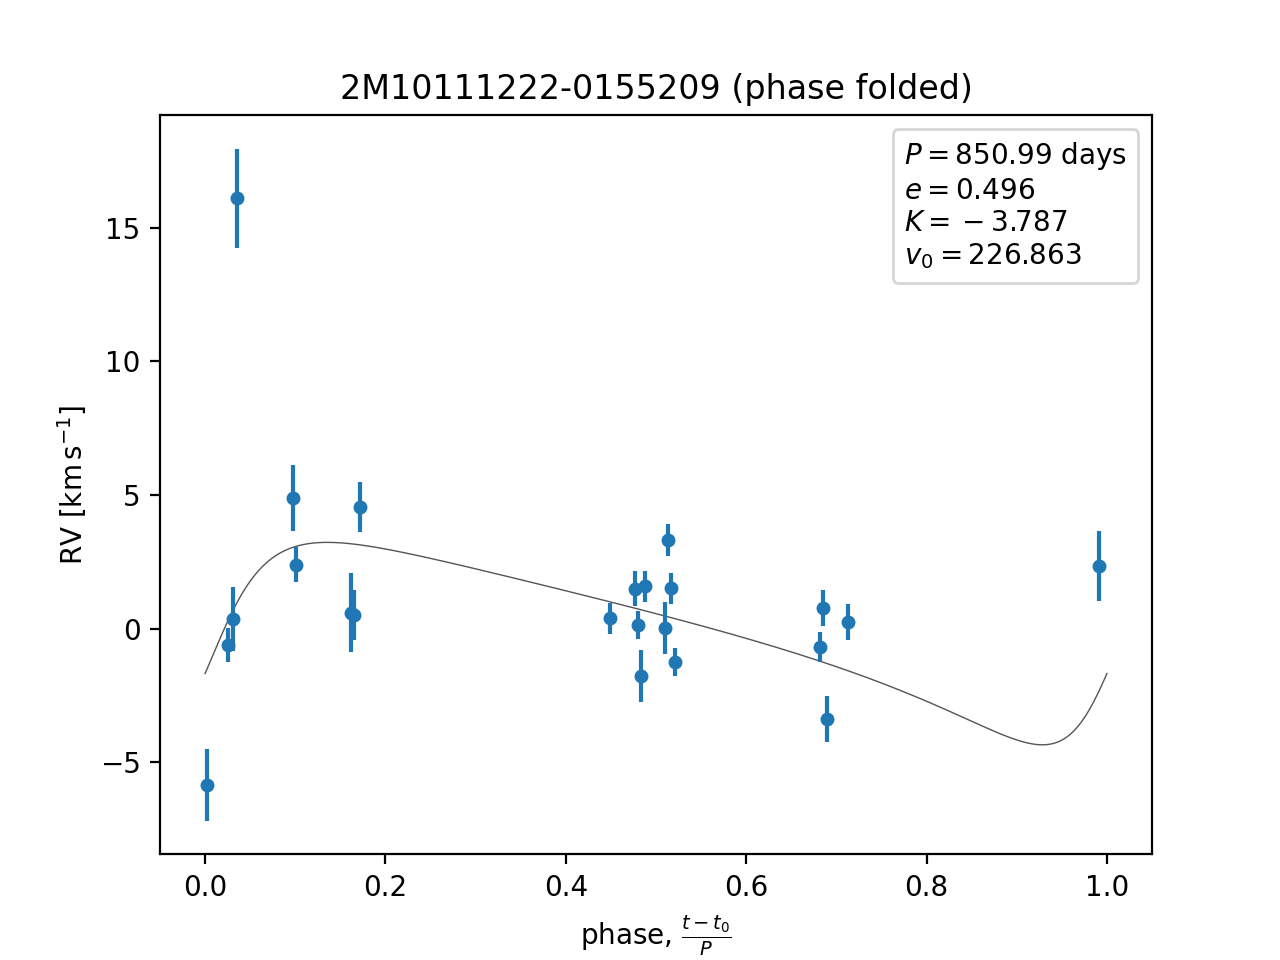 2M10111222-0155209 (phase folded)
P = 850.99 days
e = 0.496
K = −3.787
v₀ = 226.863
15
10
5
0
−5
RV [km s⁻¹]
0.0 0.2 0.4 0.6 0.8 1.0
phase, (t − t₀)/P